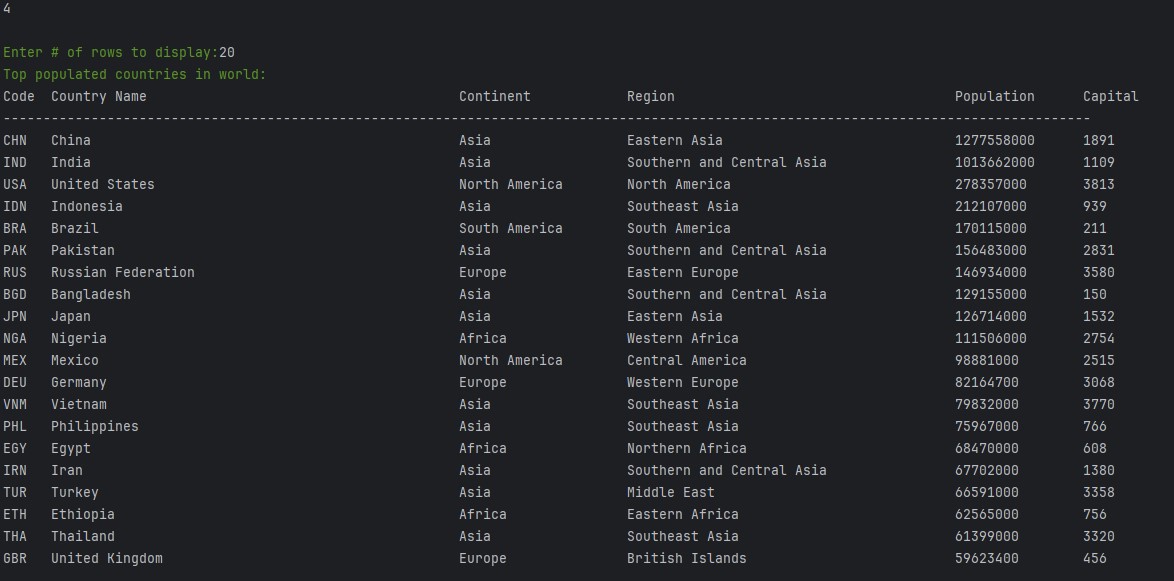 4
Enter # of rows to display:20
Top populated countries in world:
Code  Country Name                                       Continent            Region                                   Population      Capital
----------------------------------------------------------------------------------------------------------------------------------------
CHN   China                                              Asia                 Eastern Asia                             1277558000      1891
IND   India                                              Asia                 Southern and Central Asia                1013662000      1109
USA   United States                                      North America        North America                            278357000       3813
IDN   Indonesia                                          Asia                 Southeast Asia                           212107000       939
BRA   Brazil                                             South America        South America                            170115000       211
PAK   Pakistan                                           Asia                 Southern and Central Asia                156483000       2831
RUS   Russian Federation                                 Europe               Eastern Europe                           146934000       3580
BGD   Bangladesh                                         Asia                 Southern and Central Asia                129155000       150
JPN   Japan                                              Asia                 Eastern Asia                             126714000       1532
NGA   Nigeria                                            Africa               Western Africa                           111506000       2754
MEX   Mexico                                             North America        Central America                          98881000        2515
DEU   Germany                                            Europe               Western Europe                           82164700        3068
VNM   Vietnam                                            Asia                 Southeast Asia                           79832000        3770
PHL   Philippines                                        Asia                 Southeast Asia                           75967000        766
EGY   Egypt                                              Africa               Northern Africa                          68470000        608
IRN   Iran                                               Asia                 Southern and Central Asia                67702000        1380
TUR   Turkey                                             Asia                 Middle East                              66591000        3358
ETH   Ethiopia                                           Africa               Eastern Africa                           62565000        756
THA   Thailand                                           Asia                 Southeast Asia                           61399000        3320
GBR   United Kingdom                                     Europe               British Islands                          59623400        456